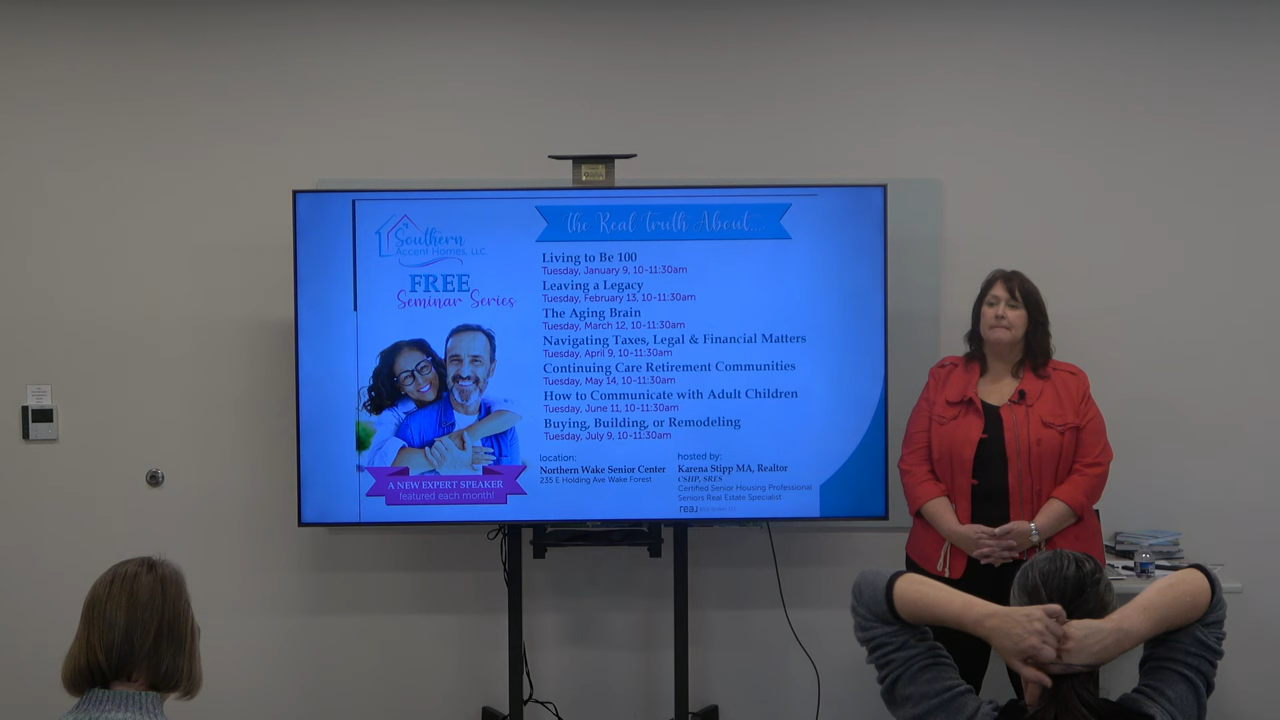 Southern
Accent Homes, LLC.
FREE
Seminar Series
A NEW EXPERT SPEAKER
featured each month!
the Real Truth About....
Living to Be 100
Tuesday, January 9, 10-11:30am
Leaving a Legacy
Tuesday, February 13, 10-11:30am
The Aging Brain
Tuesday, March 12, 10-11:30am
Navigating Taxes, Legal & Financial Matters
Tuesday, April 9, 10-11:30am
Continuing Care Retirement Communities
Tuesday, May 14, 10-11:30am
How to Communicate with Adult Children
Tuesday, June 11, 10-11:30am
Buying, Building, or Remodeling
Tuesday, July 9, 10-11:30am
location:
Northern Wake Senior Center
235 E Holding Ave Wake Forest
hosted by:
Karena Stipp MA, Realtor
CSHP, SRES
Certified Senior Housing Professional
Seniors Real Estate Specialist
real